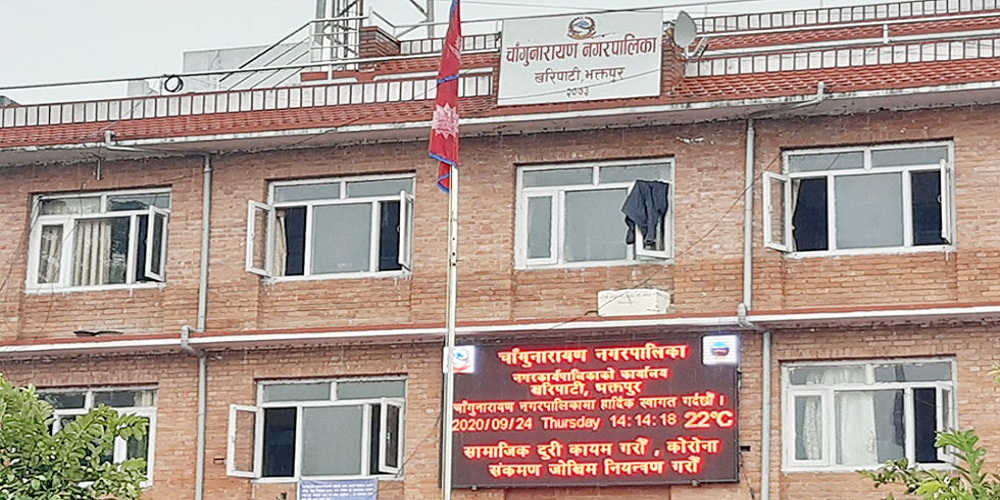 चाँगुनारायण नगरपालिका
खरिपाटी, भक्तपुर
२०७३
चाँगुनारायण नगरपालिका
नगरकार्यपालिकाको कार्यालय
खरिपाटी, भक्तपुर
चाँगुनारायण नगरपालिकामा हार्दिक स्वागत गर्दछौं ।
2020/09/24 Thursday 14:14:18 22°C
सामाजिक दुरी कायम गरौँ , कोरोना
संक्रमण जोखिम नियन्त्रण गरौँ